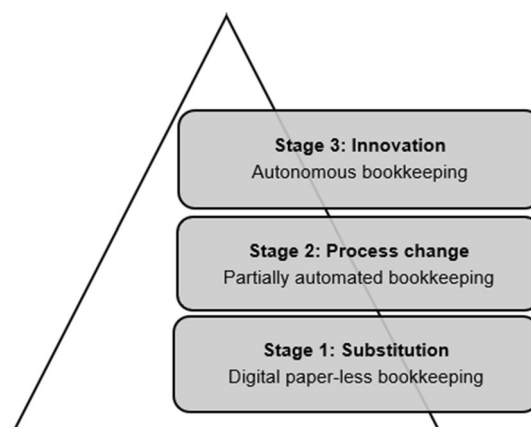 Stage 3: Innovation
Autonomous bookkeeping
Stage 2: Process change
Partially automated bookkeeping
Stage 1: Substitution
Digital paper-less bookkeeping